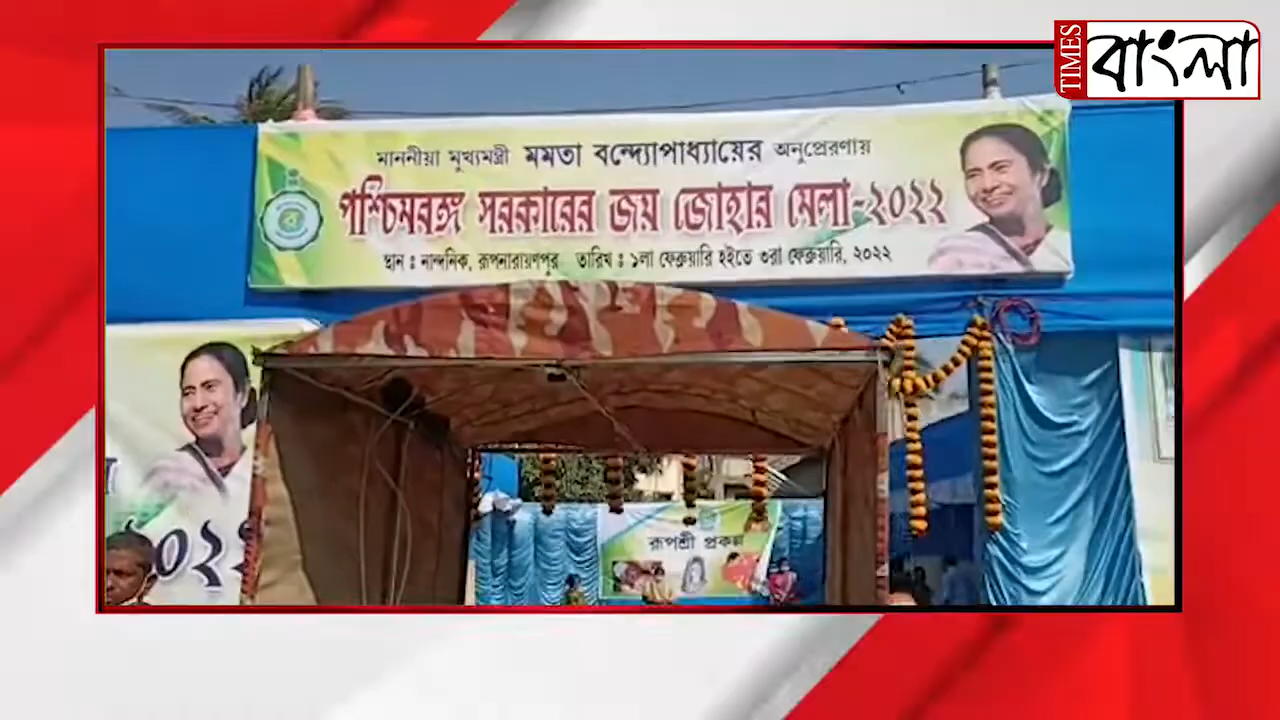 TIMES বাংলা
মাননীয়া মুখ্যমন্ত্রী মমতা বন্দ্যোপাধ্যায়ের অনুপ্রেরণায়
পশ্চিমবঙ্গ সরকারের জয় জোহার মেলা-২০২২
স্থান : নান্দনিক, রূপনারায়ণপুর তারিখ : ১লা ফেব্রুয়ারি হইতে ৩রা ফেব্রুয়ারি, ২০২২
রূপশ্রী প্রকল্প
২০২২